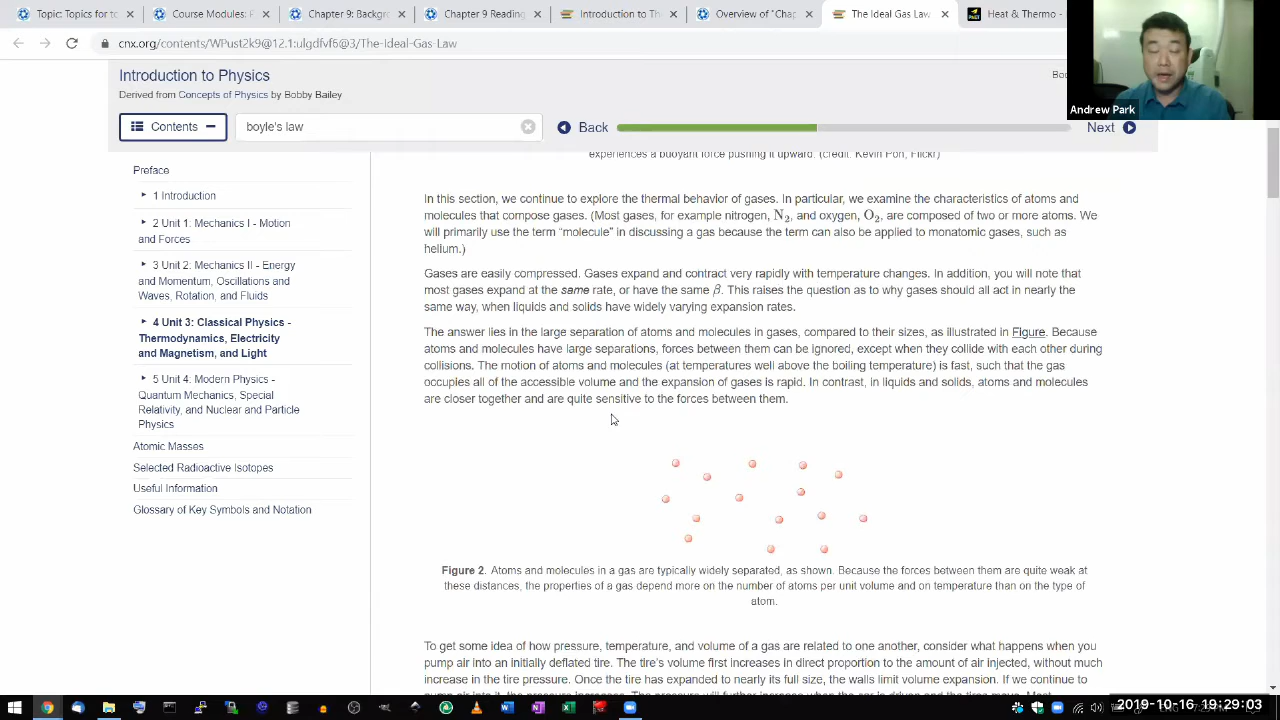 Topic: Topics for t
Course Modules: F
Chapter 9: Backgr
Chapter 9 Reading
Introduction to Th
Overview of "Chap
The Ideal Gas Law
Heat & Thermo -
cnx.org/contents/WPust2k9@12.1:ulgdfvf6@3/The-Ideal-Gas-Law
Introduction to Physics
Derived from Concepts of Physics by Bobby Bailey
Andrew Park
Contents
boyle's law
Back
Next
experiences a buoyant force pushing it upward. (credit: Kevin Pon, Flickr)
Preface
1 Introduction
2 Unit 1: Mechanics I - Motion
and Forces
3 Unit 2: Mechanics II - Energy
and Momentum, Oscillations and
Waves, Rotation, and Fluids
4 Unit 3: Classical Physics -
Thermodynamics, Electricity
and Magnetism, and Light
5 Unit 4: Modern Physics -
Quantum Mechanics, Special
Relativity, and Nuclear and Particle
Physics
Atomic Masses
Selected Radioactive Isotopes
Useful Information
Glossary of Key Symbols and Notation
In this section, we continue to explore the thermal behavior of gases. In particular, we examine the characteristics of atoms and
molecules that compose gases. (Most gases, for example nitrogen, N₂, and oxygen, O₂, are composed of two or more atoms. We
will primarily use the term “molecule” in discussing a gas because the term can also be applied to monatomic gases, such as
helium.)
Gases are easily compressed. Gases expand and contract very rapidly with temperature changes. In addition, you will note that
most gases expand at the same rate, or have the same β. This raises the question as to why gases should all act in nearly the
same way, when liquids and solids have widely varying expansion rates.
The answer lies in the large separation of atoms and molecules in gases, compared to their sizes, as illustrated in Figure. Because
atoms and molecules have large separations, forces between them can be ignored, except when they collide with each other during
collisions. The motion of atoms and molecules (at temperatures well above the boiling temperature) is fast, such that the gas
occupies all of the accessible volume and the expansion of gases is rapid. In contrast, in liquids and solids, atoms and molecules
are closer together and are quite sensitive to the forces between them.
Figure 2. Atoms and molecules in a gas are typically widely separated, as shown. Because the forces between them are quite weak at
these distances, the properties of a gas depend more on the number of atoms per unit volume and on temperature than on the type of
atom.
To get some idea of how pressure, temperature, and volume of a gas are related to one another, consider what happens when you
pump air into an initially deflated tire. The tire's volume first increases in direct proportion to the amount of air injected, without much
increase in the tire pressure. Once the tire has expanded to nearly its full size, the walls limit volume expansion. If we continue to
2019-10-16 19:29:03